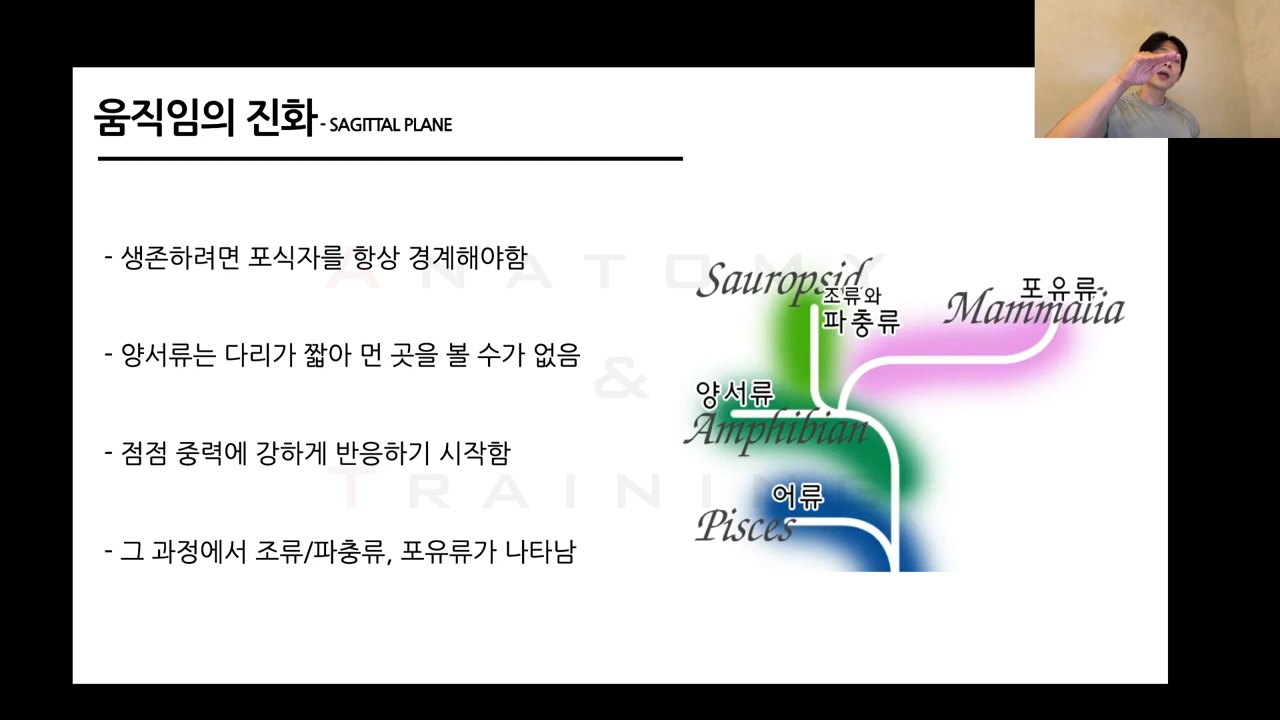 움직임의 진화 - SAGITTAL PLANE
- 생존하려면 포식자를 항상 경계해야함
- 양서류는 다리가 짧아 먼 곳을 볼 수가 없음
- 점점 중력에 강하게 반응하기 시작함
- 그 과정에서 조류/파충류, 포유류가 나타남
ANATOMY
&
TRAINING
Sauropsid
조류와
파충류
포유류
Mammalia
양서류
Amphibian
어류
Pisces